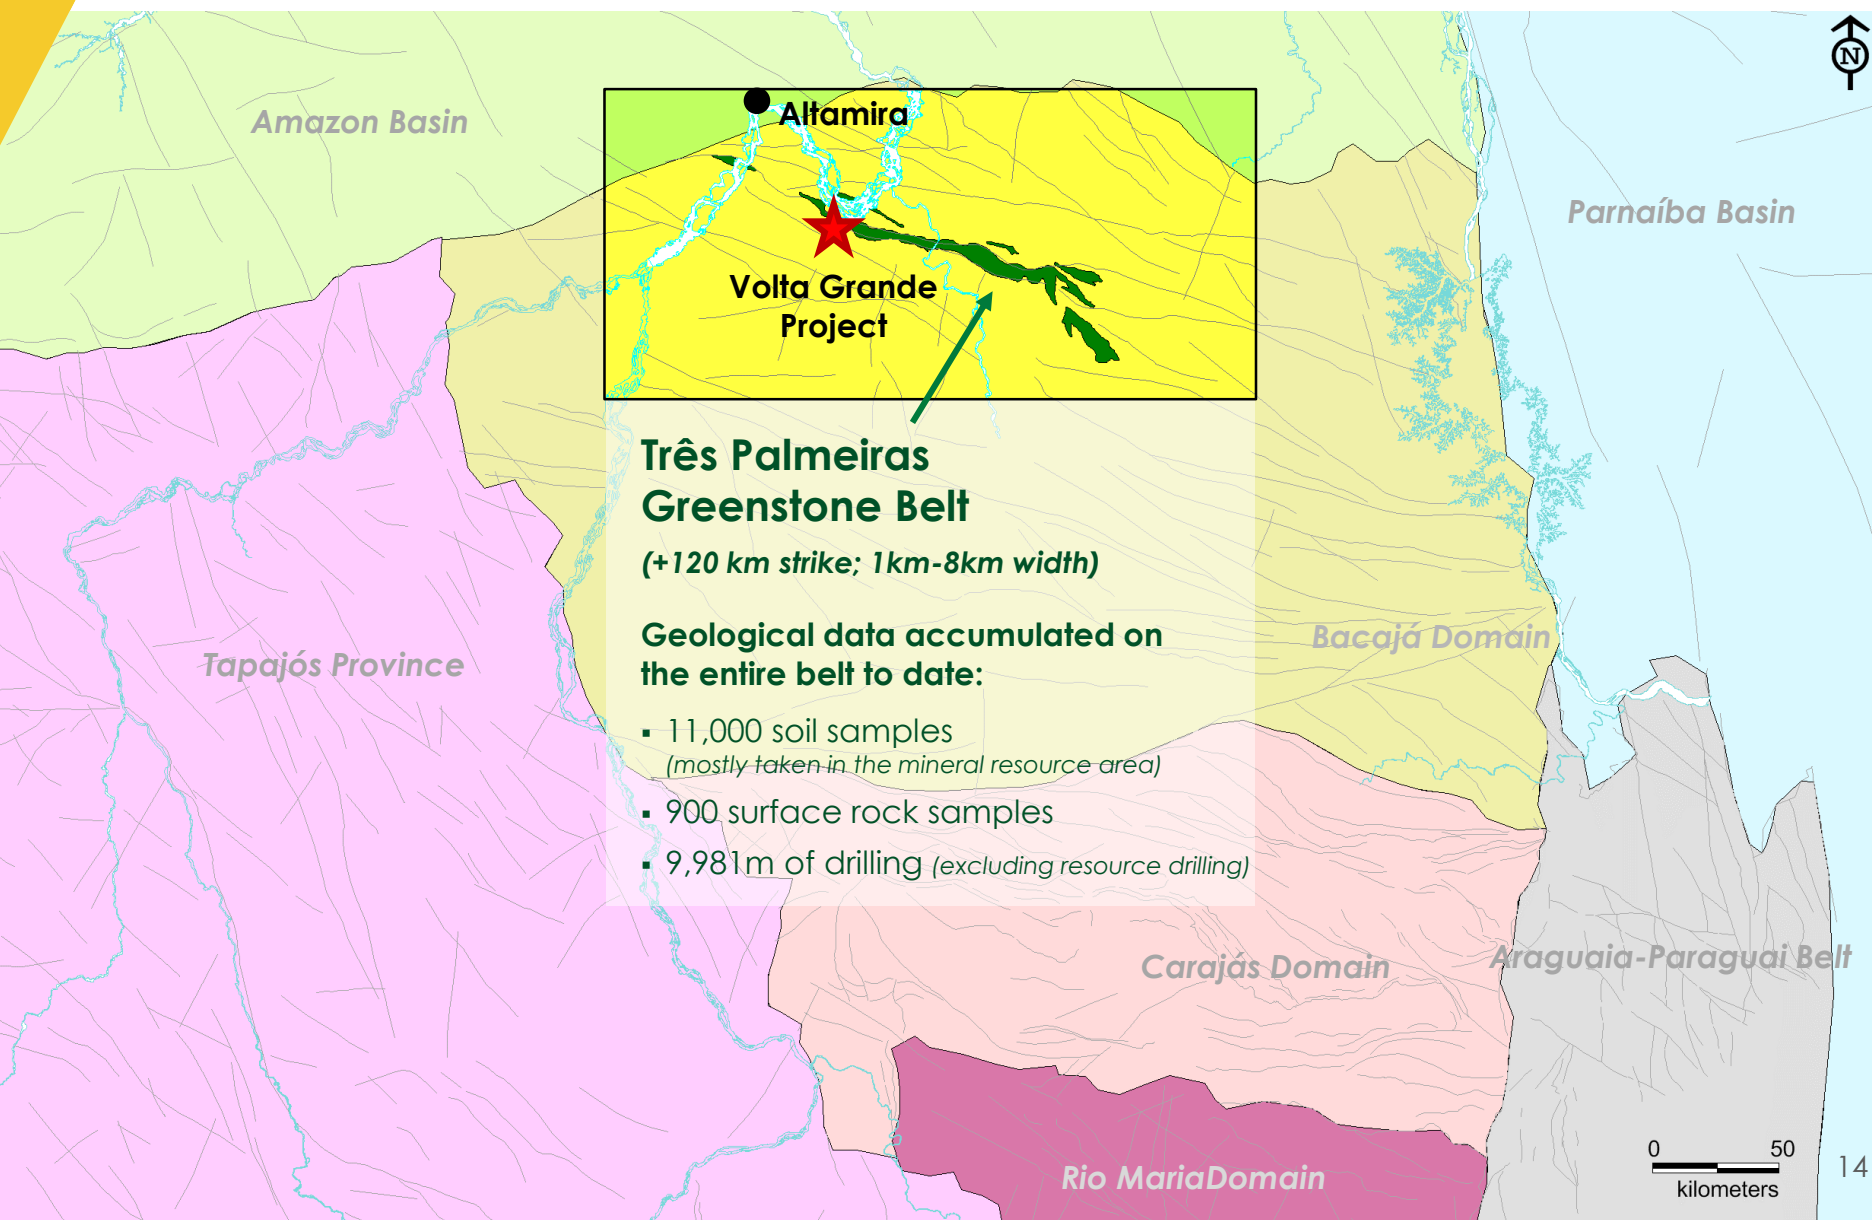 N
Amazon Basin
Altamira
Parnaíba Basin
Volta Grande
Project
Três Palmeiras
Greenstone Belt
(+120 km strike; 1km-8km width)
Geological data accumulated on
the entire belt to date:
▪ 11,000 soil samples
(mostly taken in the mineral resource area)
▪ 900 surface rock samples
▪ 9,981m of drilling (excluding resource drilling)
Tapajós Province
Bacajá Domain
Carajás Domain
Araguaia-Paraguai Belt
Rio MariaDomain
0 50
kilometers
14